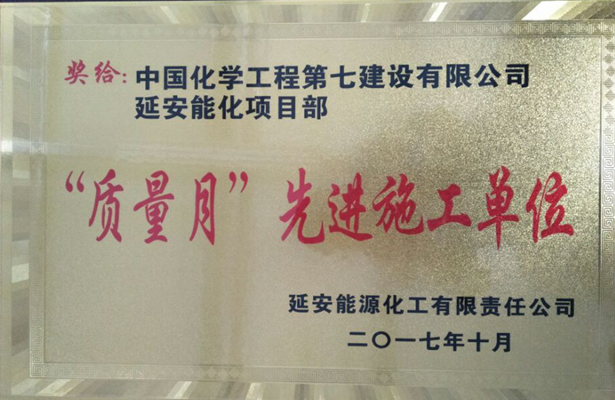 奖给：中国化学工程第七建设有限公司
延安能化项目部
“质量月”先进施工单位
延安能源化工有限责任公司
二〇一七年十月